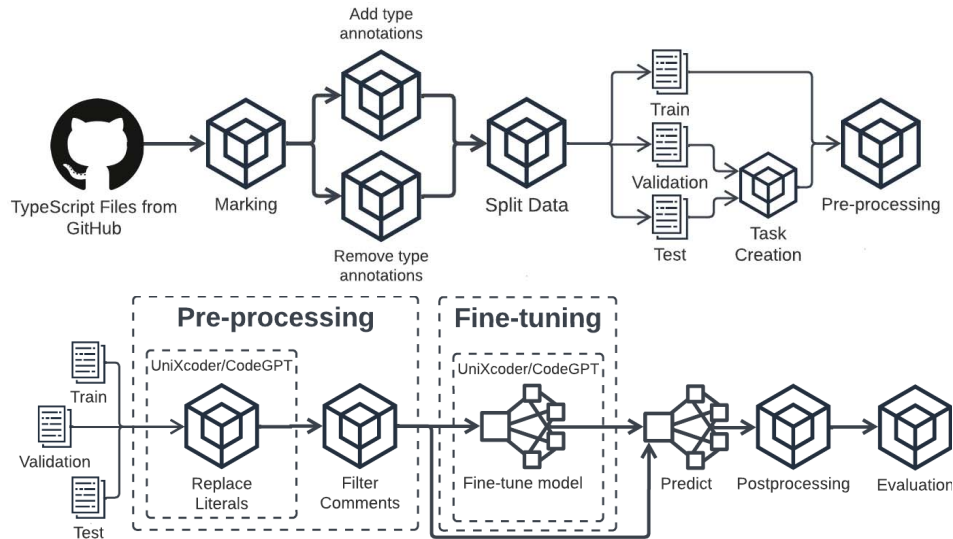 Add type
annotations
TypeScript Files from
GitHub
Marking
Remove type
annotations
Split Data
Train
Validation
Test
Task
Creation
Pre-processing
Pre-processing
Fine-tuning
Train
Validation
Test
UniXcoder/CodeGPT
Replace
Literals
Filter
Comments
UniXcoder/CodeGPT
Fine-tune model
Predict
Postprocessing
Evaluation